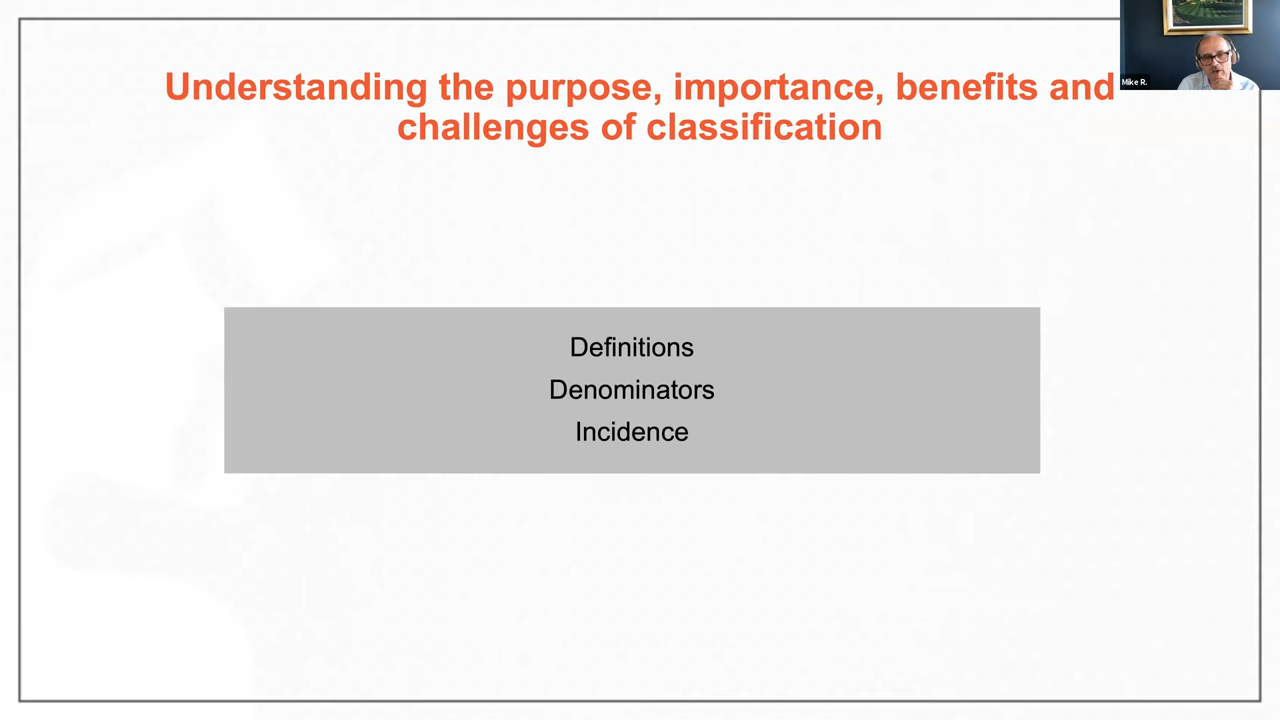 Understanding the purpose, importance, benefits and
challenges of classification
Mike R.
Definitions
Denominators
Incidence